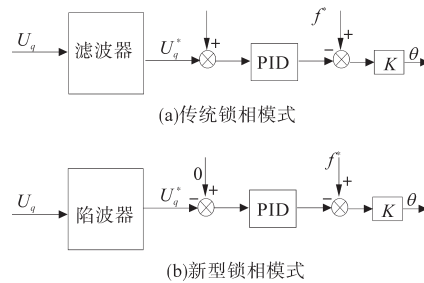 f*
U_q 滤波器 U_q* + PID − + K θ
(a)传统锁相模式
0 f*
U_q 陷波器 U_q* − + PID − + K θ
(b)新型锁相模式